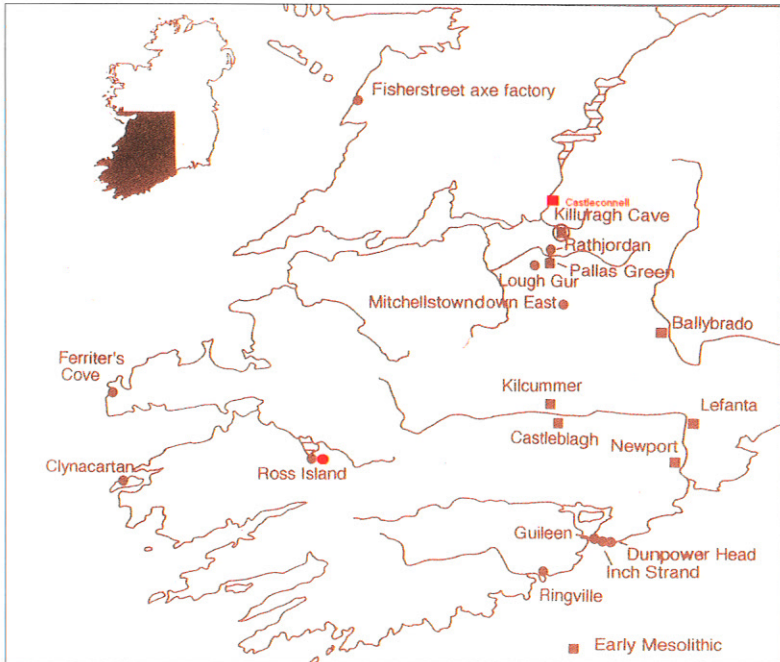 Fisherstreet axe factory
Castleconnell
Killuragh Cave
Rathjordan
Pallas Green
Lough Gur
Mitchellstowndown East
Ballybrado
Ferriter's
Cove
Kilcummer
Lefanta
Castleblagh
Newport
Clynacartan
Ross Island
Guileen
Dunpower Head
Inch Strand
Ringville
Early Mesolithic